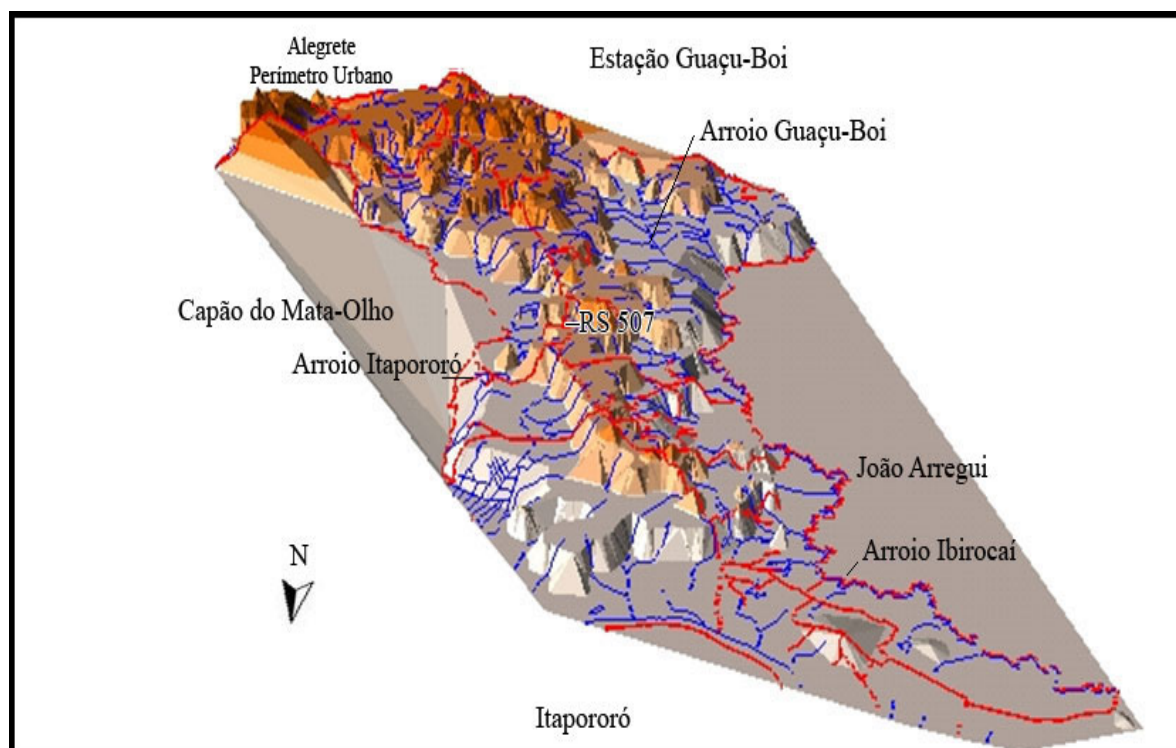 Alegrete
Perímetro Urbano
Estação Guaçu-Boi
Arroio Guaçu-Boi
Capão do Mata-Olho
RS 507
Arroio Itapororó
João Arregui
Arroio Ibirocaí
N
Itapororó